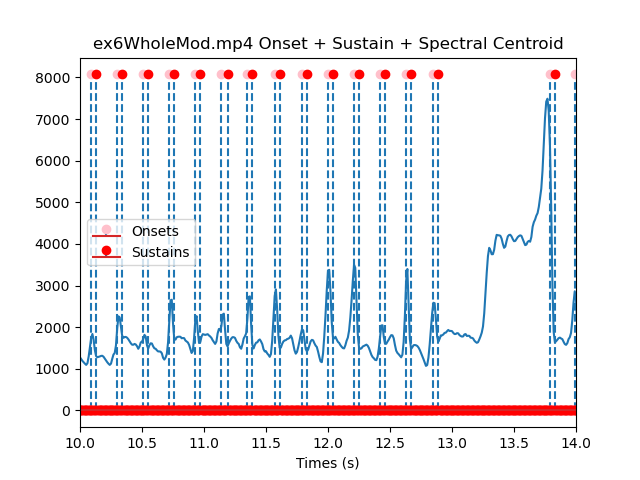 ex6WholeMod.mp4 Onset + Sustain + Spectral Centroid
8000
7000
6000
5000
4000
3000
2000
1000
0
Onsets
Sustains
10.0 10.5 11.0 11.5 12.0 12.5 13.0 13.5 14.0
Times (s)